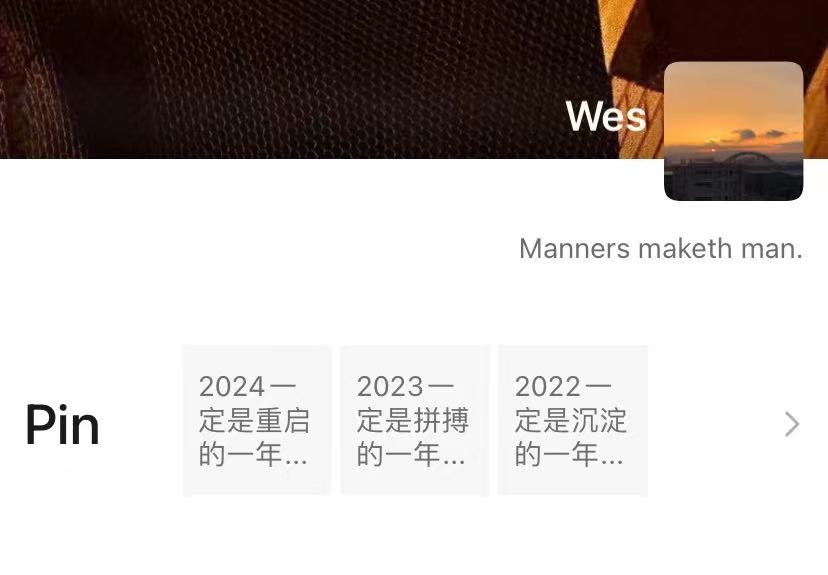 Wes
Manners maketh man.
Pin
2024一
定是重启
的一年...
2023一
定是拼搏
的一年...
2022一
定是沉淀
的一年...